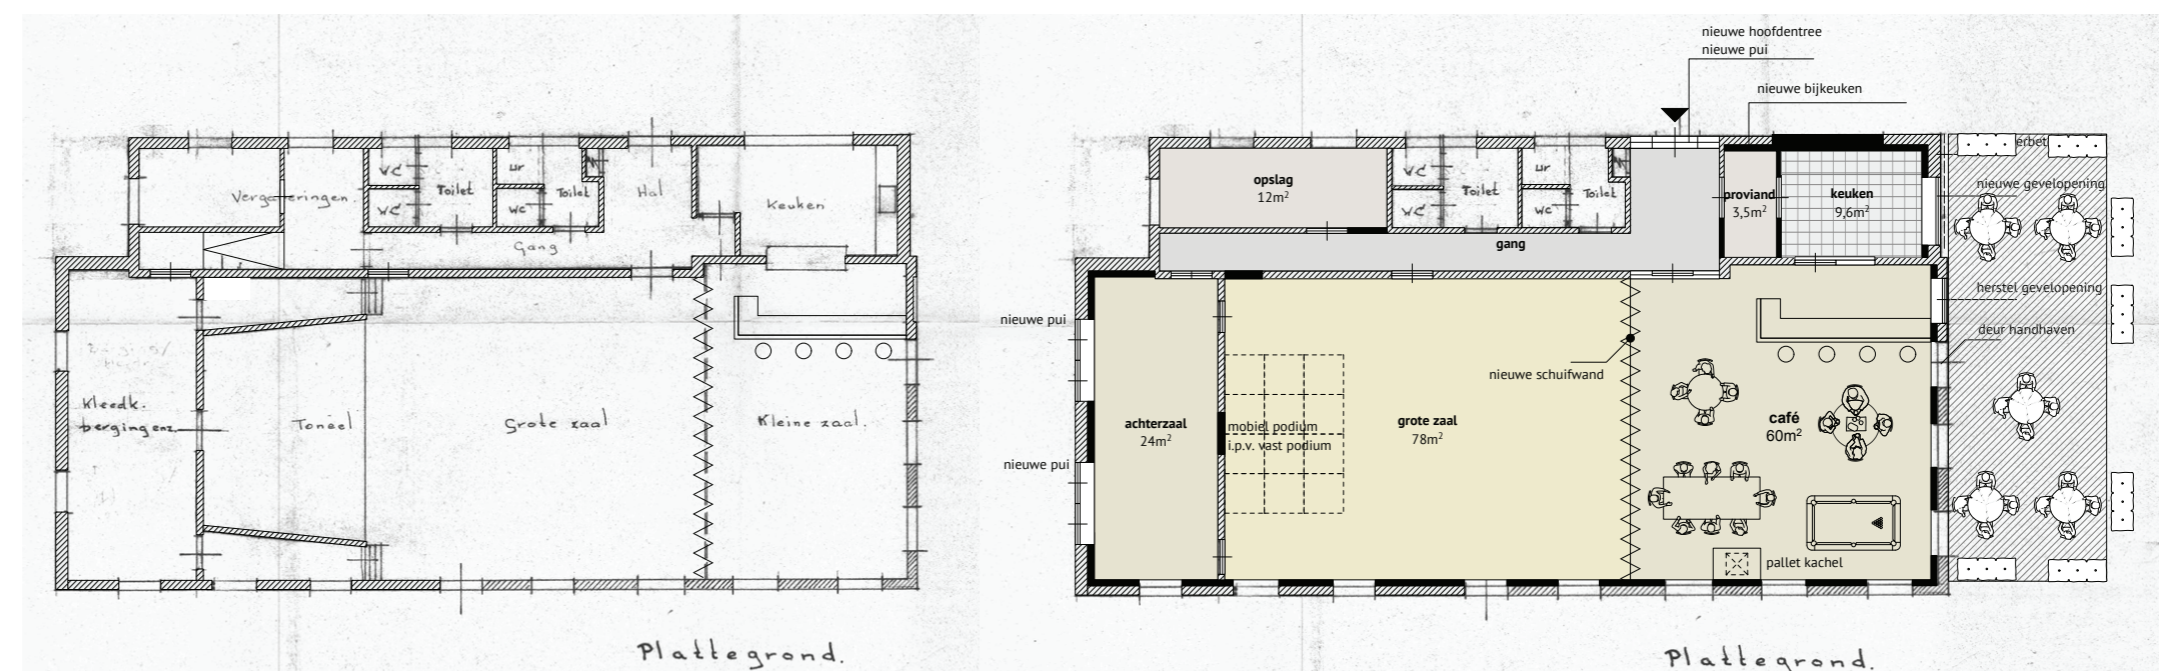 Vergaderingen.
WC
WC
Toilet
ur
wc
Toilet
Hal
Keuken
Gang
Kleedk.
bergingenz.
Toneel
Grote zaal
Kleine zaal.
Plattegrond.
nieuwe hoofdentree
nieuwe pui
nieuwe bijkeuken
opslag
12m²
WC
WC
Toilet
ur
wc
Toilet
proviand
3,5m²
keuken
9,6m²
gang
nieuwe gevelopening
herstel gevelopening
deur handhaven
nieuwe pui
nieuwe schuifwand
achterzaal
24m²
mobiel podium
i.p.v. vast podium
grote zaal
78m²
café
60m²
nieuwe pui
pallet kachel
Plattegrond.